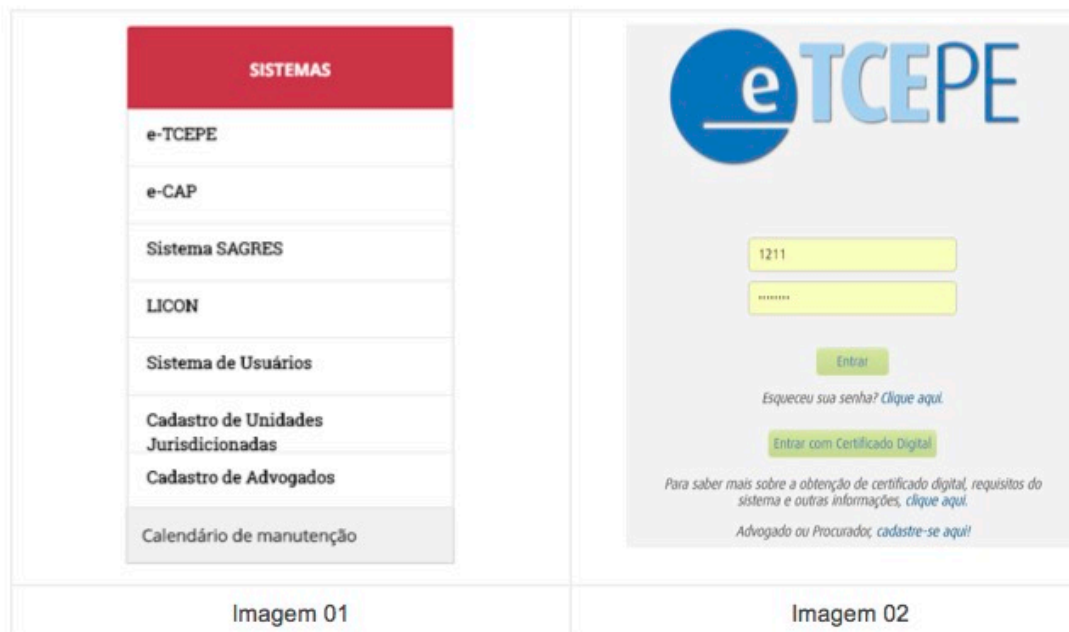 SISTEMAS
e-TCEPE
e-CAP
Sistema SAGRES
LICON
Sistema de Usuários
Cadastro de Unidades
Jurisdicionadas
Cadastro de Advogados
Calendário de manutenção
Imagem 01
eTCEPE
1211
••••••••
Entrar
Esqueceu sua senha? Clique aqui.
Entrar com Certificado Digital
Para saber mais sobre a obtenção de certificado digital, requisitos do
sistema e outras informações, clique aqui.
Advogado ou Procurador, cadastre-se aqui!
Imagem 02